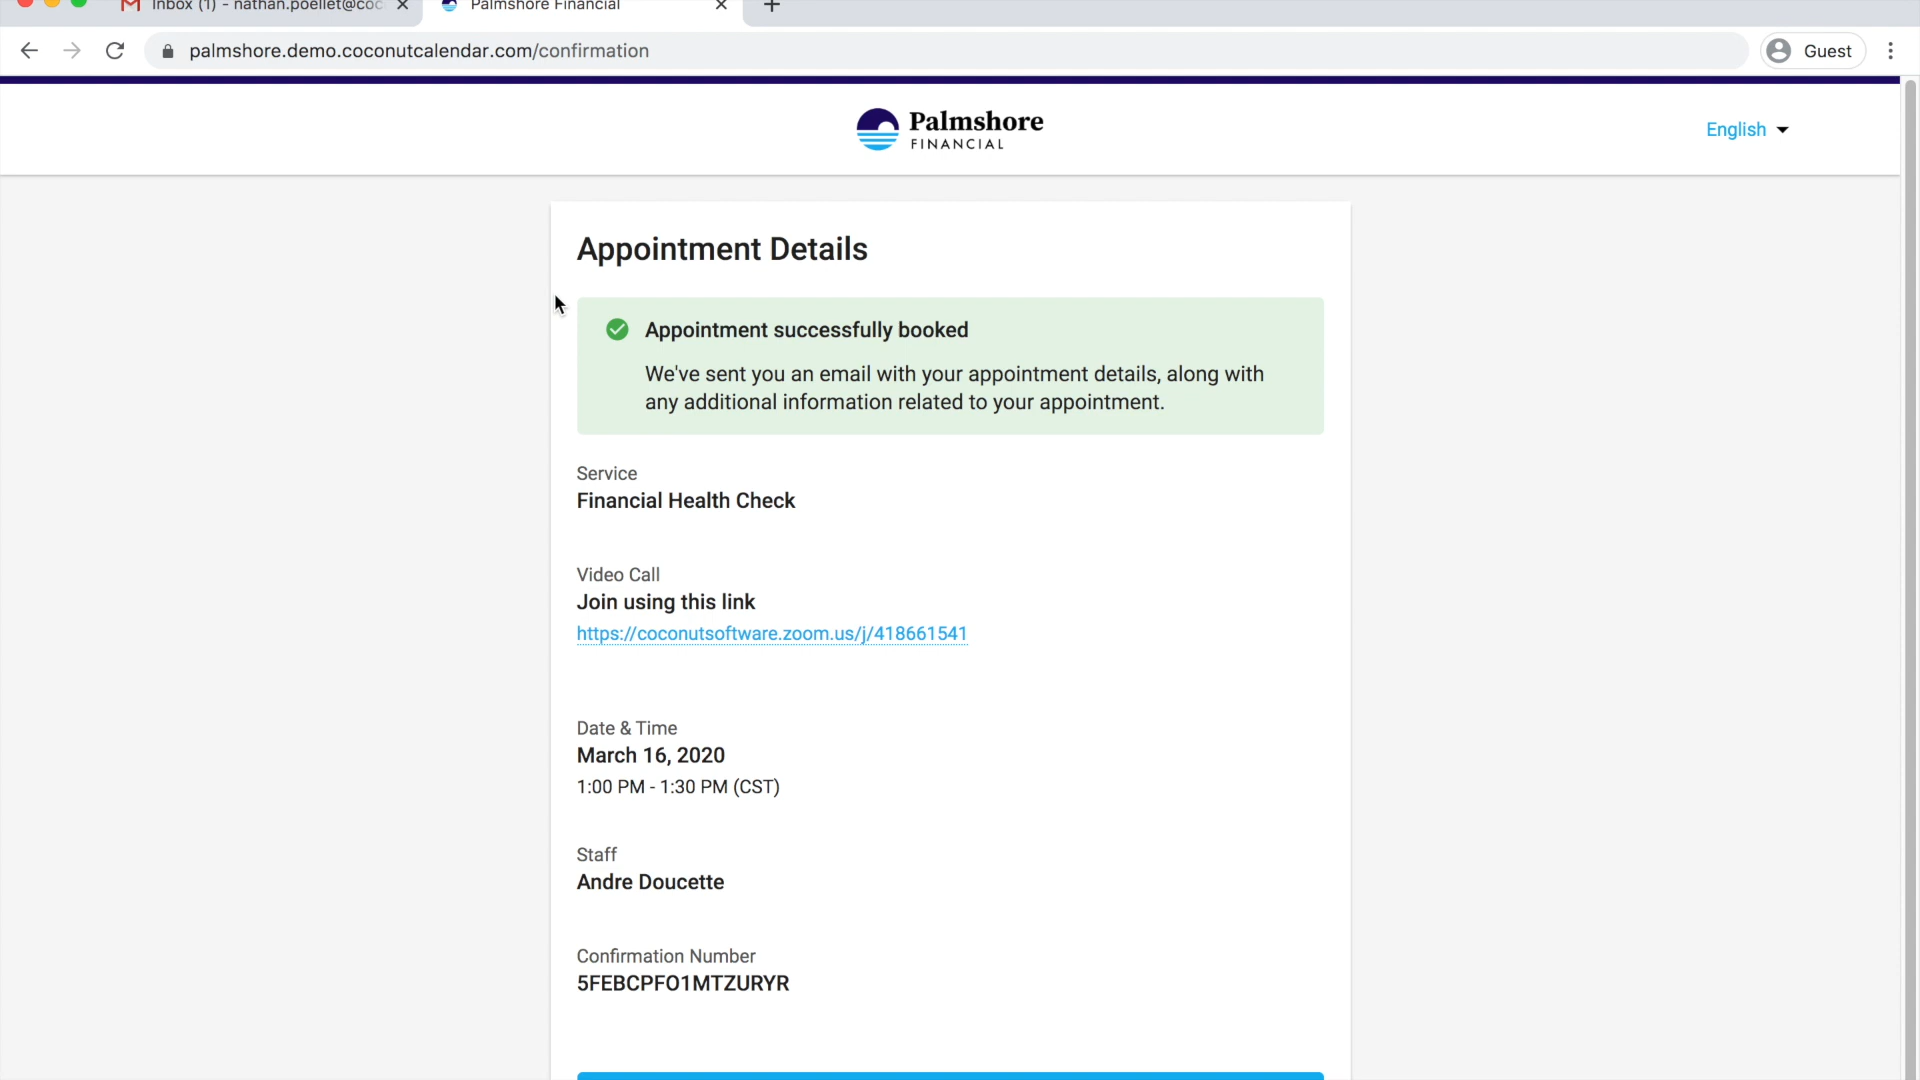 Inbox (1) - nathan.poellet@coc
Palmshore Financial
palmshore.demo.coconutcalendar.com/confirmation
Guest
Palmshore
FINANCIAL
English
Appointment Details
Appointment successfully booked
We've sent you an email with your appointment details, along with
any additional information related to your appointment.
Service
Financial Health Check
Video Call
Join using this link
https://coconutsoftware.zoom.us/j/418661541
Date & Time
March 16, 2020
1:00 PM - 1:30 PM (CST)
Staff
Andre Doucette
Confirmation Number
5FEBCPFO1MTZURYR